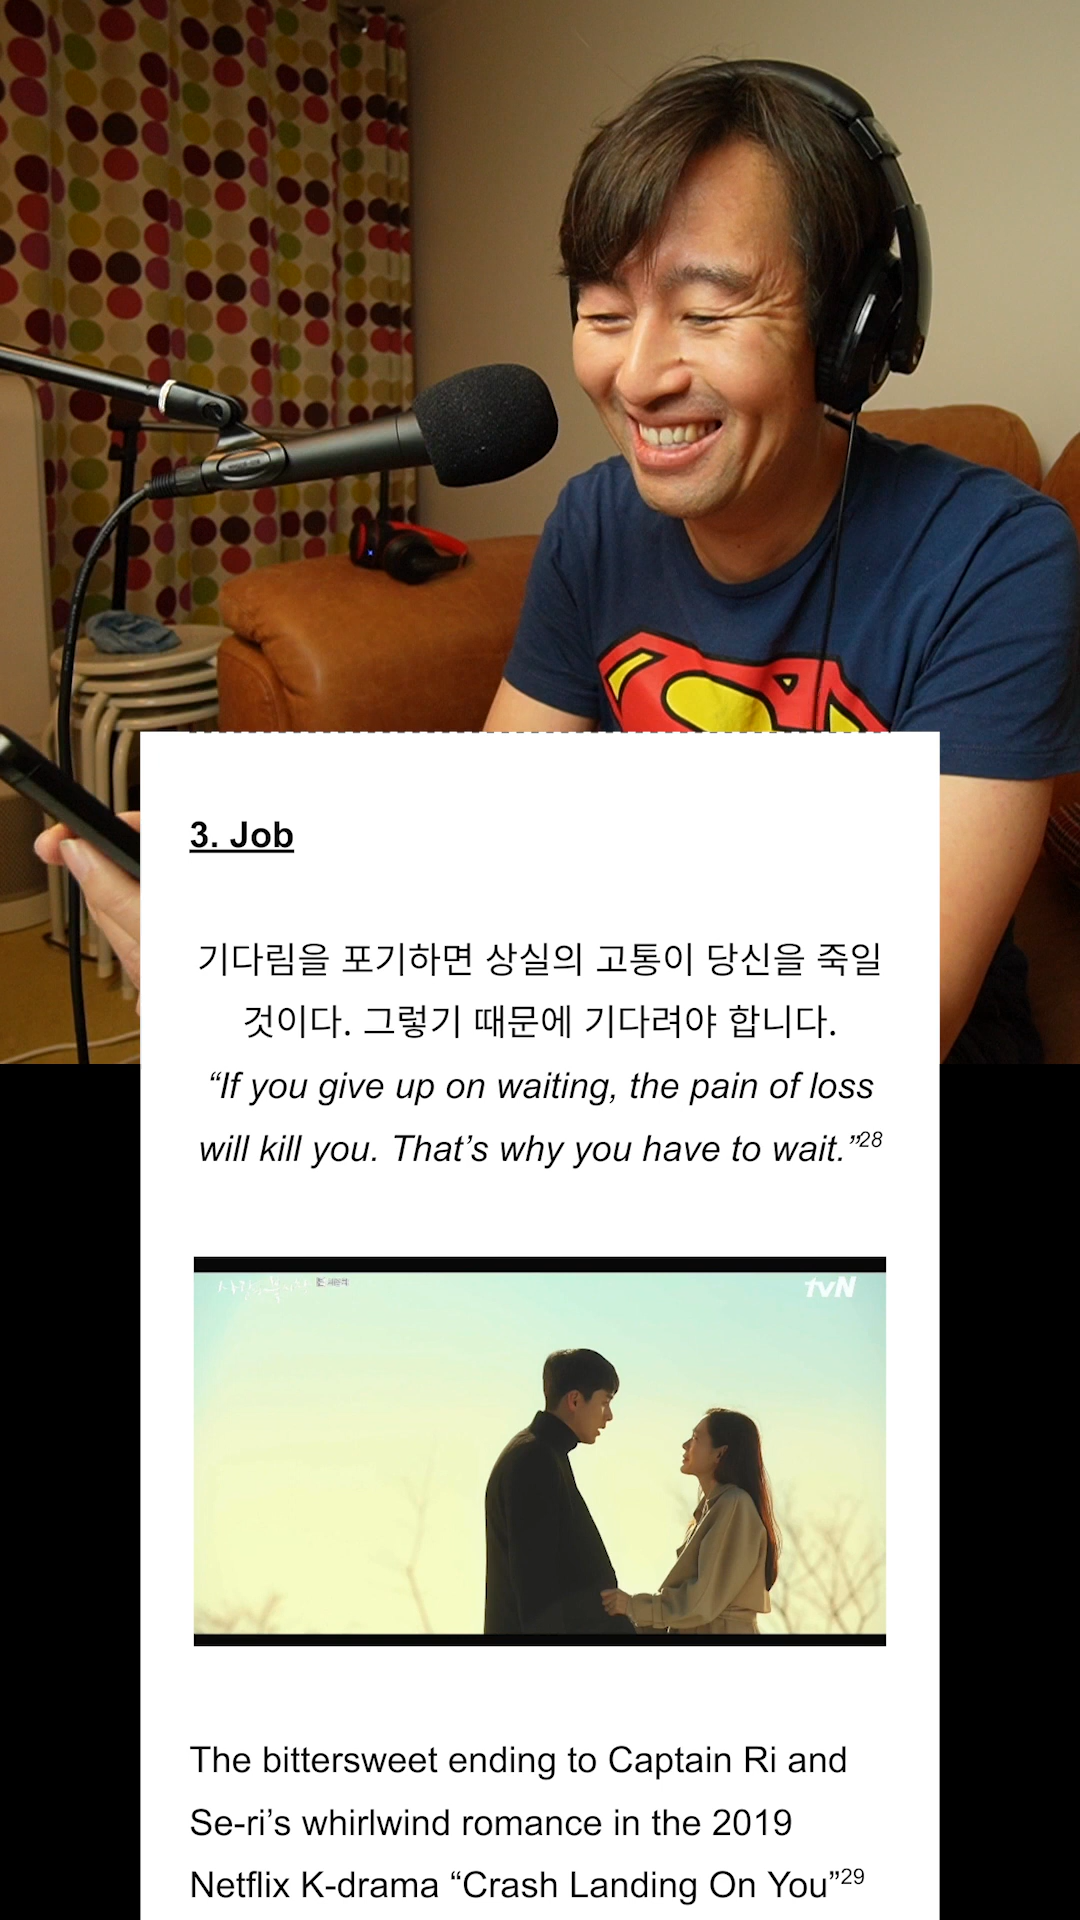 3. Job
기다림을 포기하면 상실의 고통이 당신을 죽일
것이다. 그렇기 때문에 기다려야 합니다.
“If you give up on waiting, the pain of loss
will kill you. That’s why you have to wait.”28
tvN
The bittersweet ending to Captain Ri and
Se-ri’s whirlwind romance in the 2019
Netflix K-drama “Crash Landing On You”29